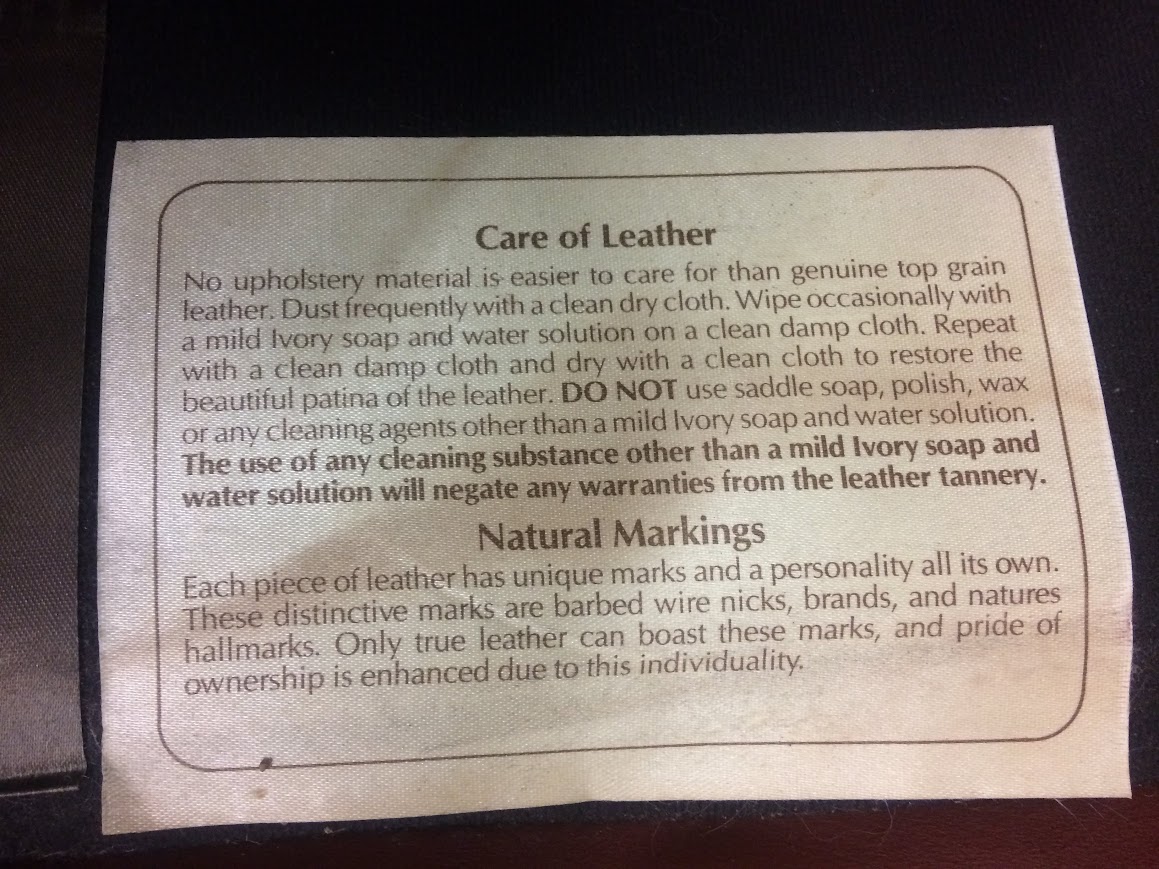 Care of Leather
No upholstery material is easier to care for than genuine top grain
leather. Dust frequently with a clean dry cloth. Wipe occasionally with
a mild Ivory soap and water solution on a clean damp cloth. Repeat
with a clean damp cloth and dry with a clean cloth to restore the
beautiful patina of the leather. DO NOT use saddle soap, polish, wax
or any cleaning agents other than a mild Ivory soap and water solution.
The use of any cleaning substance other than a mild Ivory soap and
water solution will negate any warranties from the leather tannery.
Natural Markings
Each piece of leather has unique marks and a personality all its own.
These distinctive marks are barbed wire nicks, brands, and natures
hallmarks. Only true leather can boast these marks, and pride of
ownership is enhanced due to this individuality.